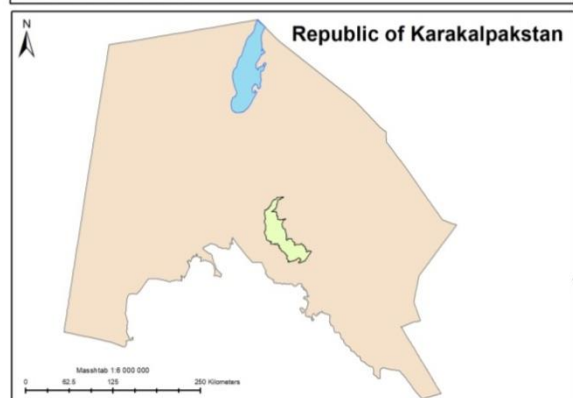 N
Republic of Karakalpakstan
Masshtab 1:6 000 000
0 62.5 125 250 Kilometers